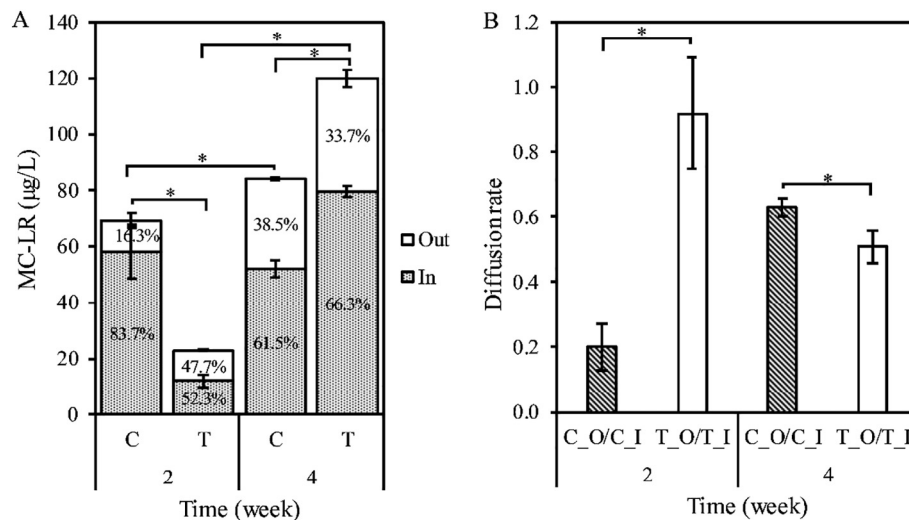 A
MC-LR (µg/L)
140
120
100
80
60
40
20
0
*
*
*
*
16.3%
83.7%
47.7%
52.3%
38.5%
61.5%
33.7%
66.3%
Out
In
C
T
C
T
2
4
Time (week)
B
Diffusion rate
1.2
1.0
0.8
0.6
0.4
0.2
0.0
*
*
C_O/C_I
T_O/T_I
C_O/C_I
T_O/T_I
2
4
Time (week)